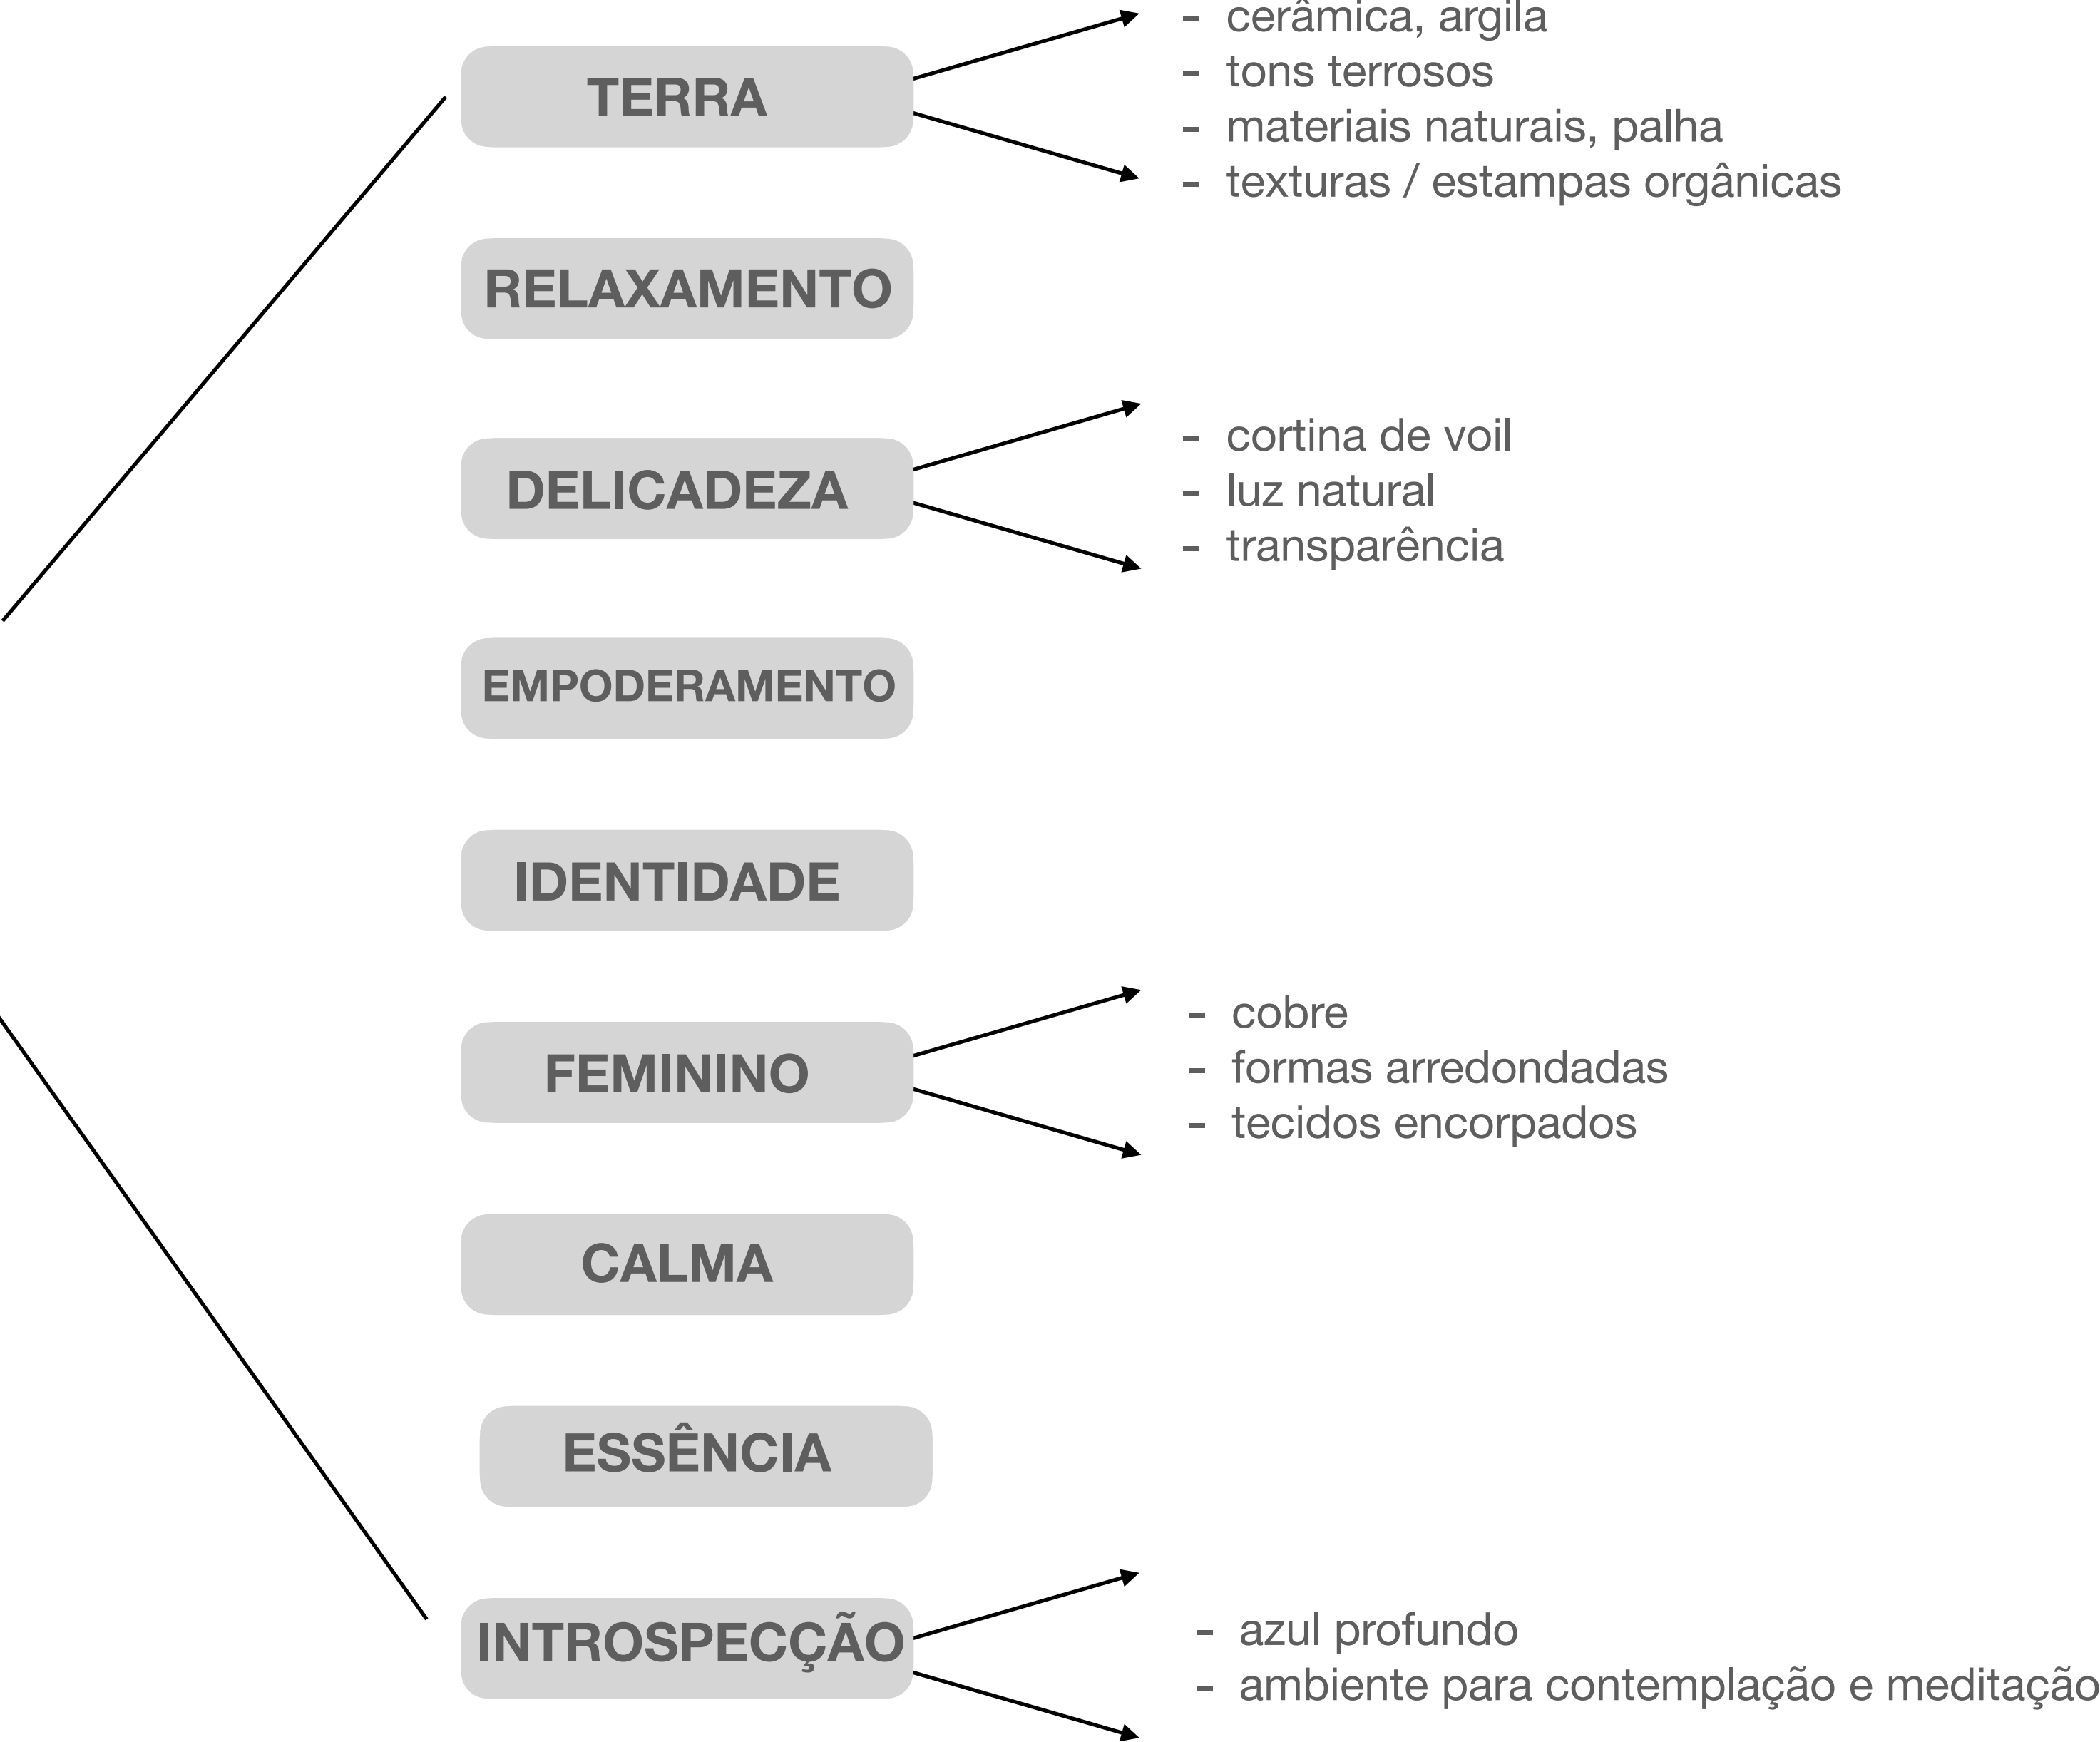 TERRA
- cerâmica, argila
- tons terrosos
- materiais naturais, palha
- texturas / estampas orgânicas
RELAXAMENTO
DELICADEZA
- cortina de voil
- luz natural
- transparência
EMPODERAMENTO
IDENTIDADE
FEMININO
- cobre
- formas arredondadas
- tecidos encorpados
CALMA
ESSÊNCIA
INTROSPECÇÃO
- azul profundo
- ambiente para contemplação e meditação